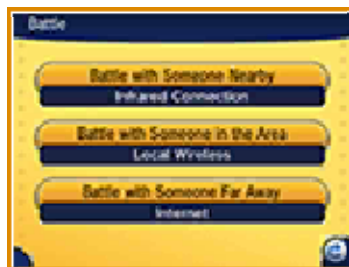 Battle
Battle with Someone Nearby
Infrared Connection
Battle with Someone in the Area
Local Wireless
Battle with Someone Far Away
Internet